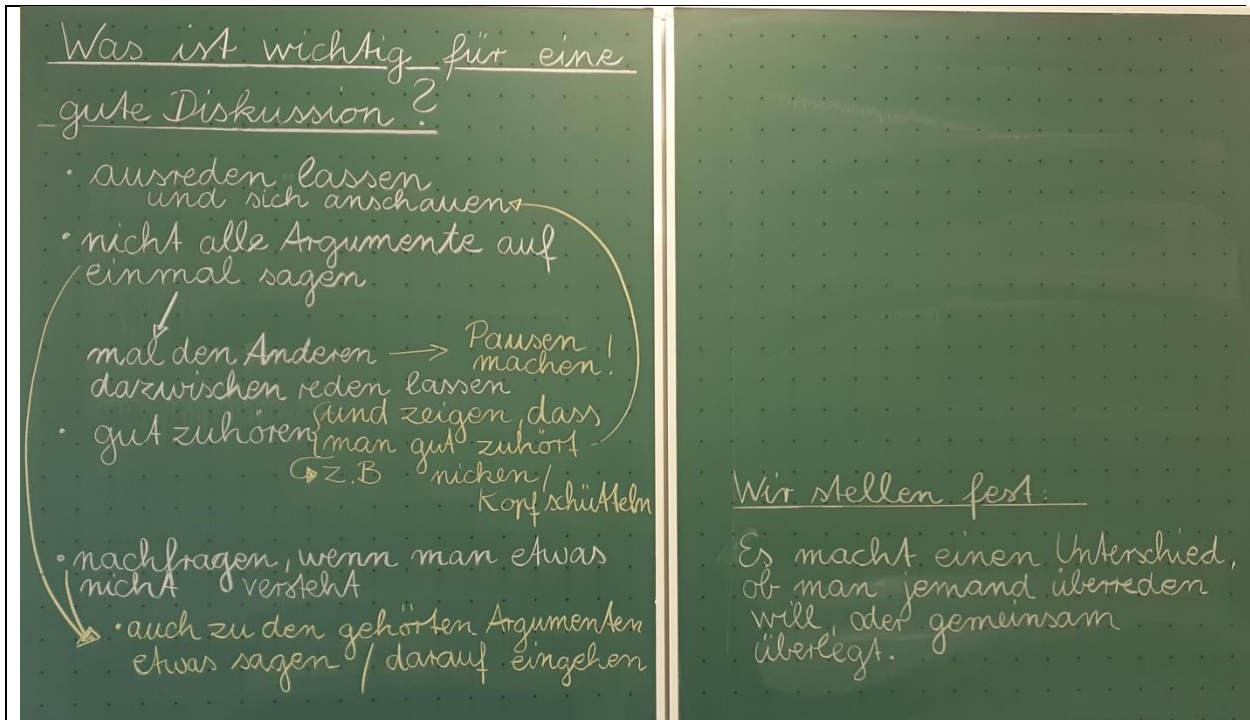 Was ist wichtig für eine
gute Diskussion?
• ausreden lassen
und sich anschauen
• nicht alle Argumente auf
einmal sagen
mal den Anderen → Pausen
machen!
dazwischen reden lassen
• gut zuhören (und zeigen, dass
man gut zuhört
z.B nicken/
Kopf schütteln
• nachfragen, wenn man etwas
nicht versteht
• auch zu den gehörten Argumenten
etwas sagen / darauf eingehen
Wir stellen fest:
Es macht einen Unterschied,
ob man jemand überreden
will, oder gemeinsam
überlegt.